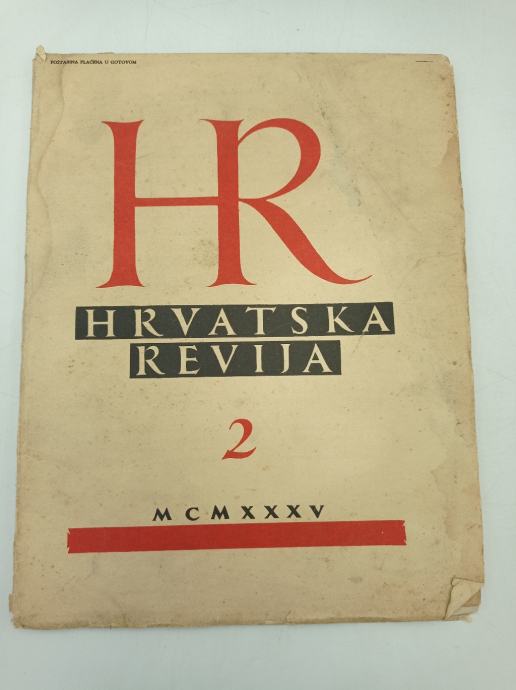 POŠTARINA PLAĆENA U GOTOVOM
HR
HRVATSKA
REVIJA
2
MCMXXXV